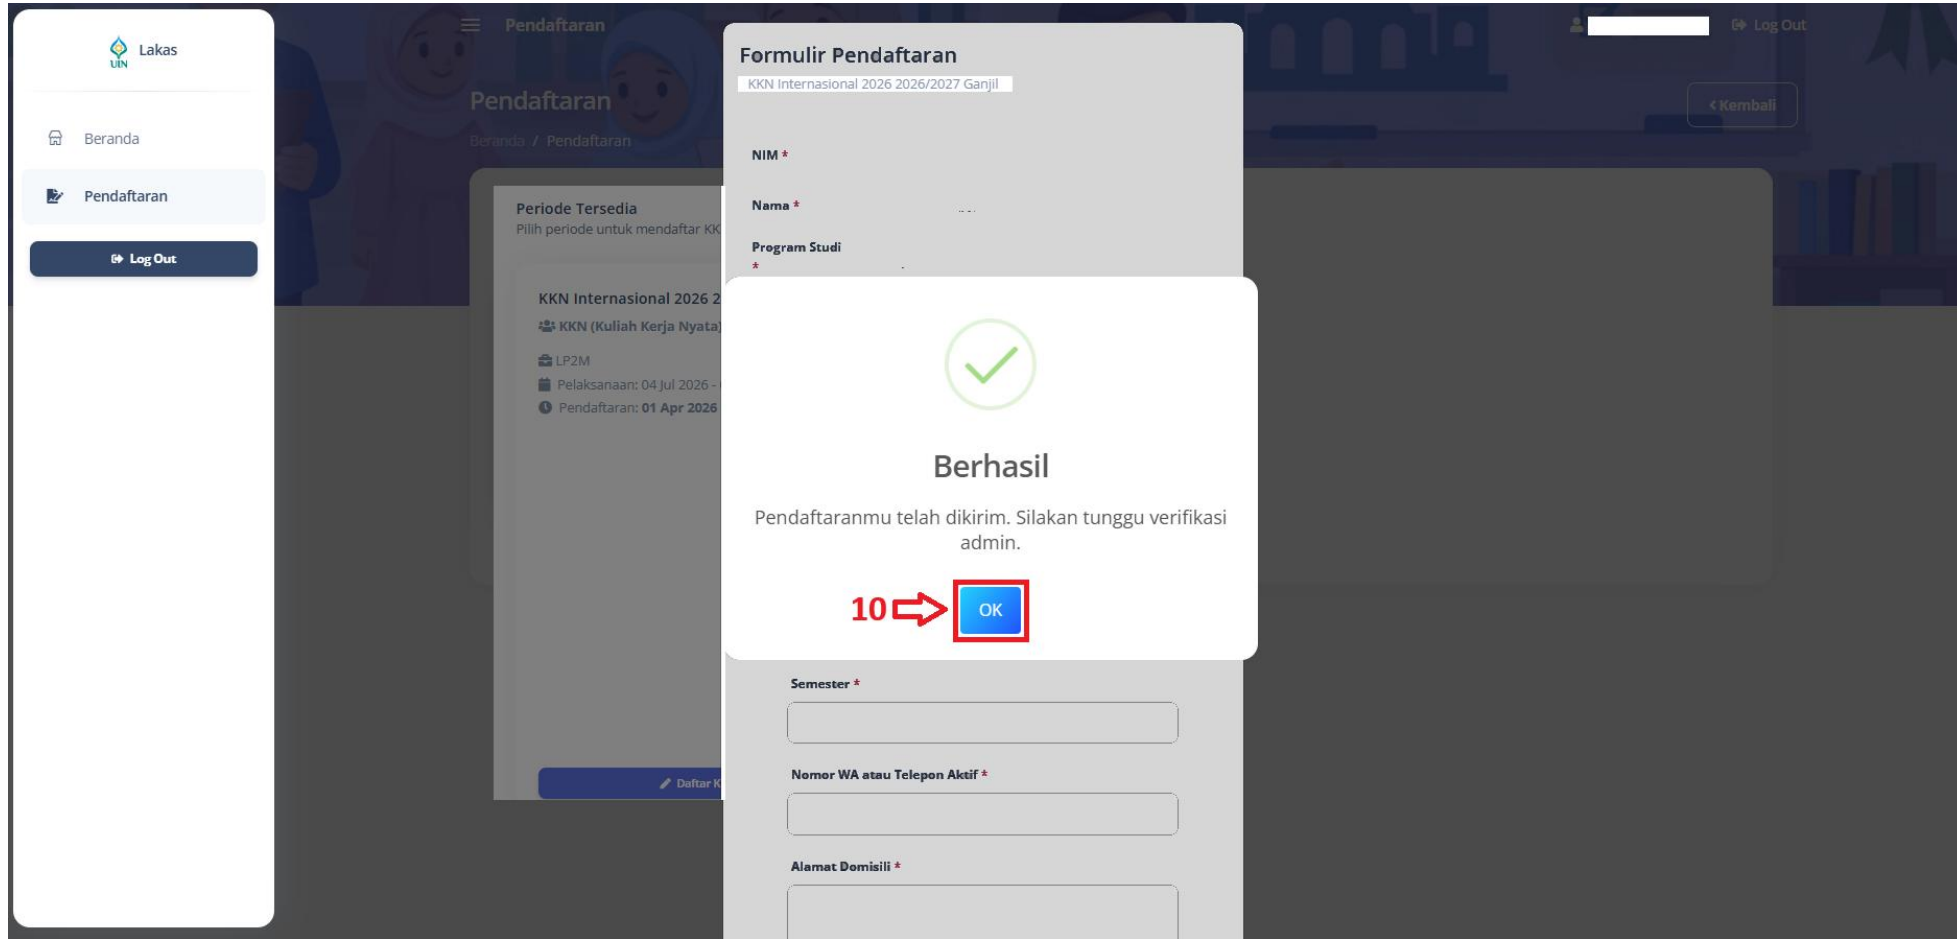 UIN
Lakas
Beranda
Pendaftaran
Log Out
Pendaftaran
Log Out
Pendaftaran
Beranda / Pendaftaran
Kembali
Periode Tersedia
Pilih periode untuk mendaftar KK
KKN Internasional 2026 2
KKN (Kuliah Kerja Nyata)
LP2M
Pelaksanaan: 04 Jul 2026 -
Pendaftaran: 01 Apr 2026
Daftar K
Formulir Pendaftaran
KKN Internasional 2026 2026/2027 Ganjil
NIM *
Nama *
Program Studi
*
Berhasil
Pendaftaranmu telah dikirim. Silakan tunggu verifikasi
admin.
10
OK
Semester *
Nomor WA atau Telepon Aktif *
Alamat Domisili *